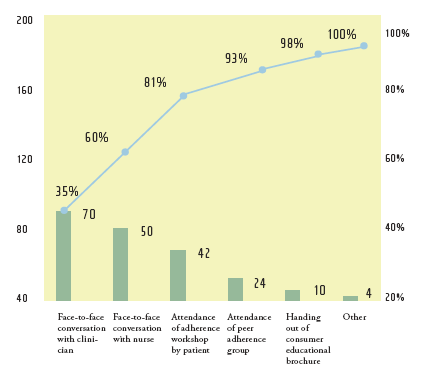 200
160
120
80
40
100%
80%
60%
40%
20%
35%
60%
81%
93%
98%
100%
70
50
42
24
10
4
Face-to-face
conversation
with clini-
cian
Face-to-face
conversation
with nurse
Attendance
of adherence
workshop
by patient
Attendance
of peer
adherence
group
Handing
out of
consumer
educational
brochure
Other